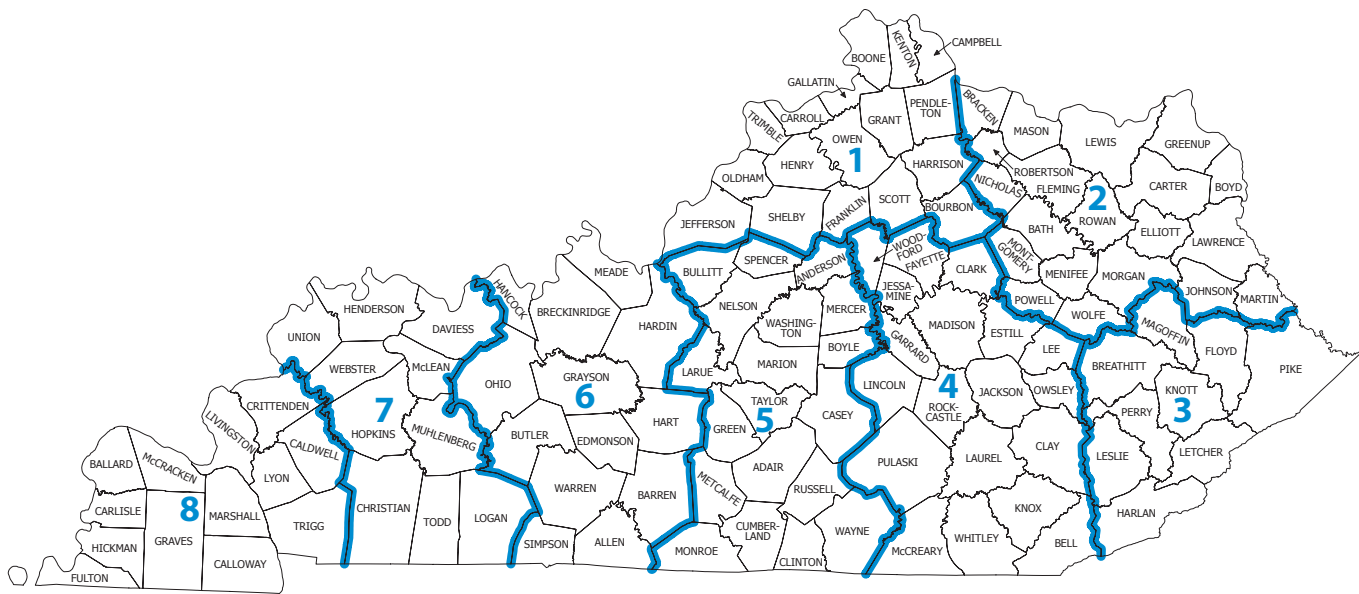 KENTON
CAMPBELL
BOONE
GALLATIN
CARROLL
TRIMBLE
GRANT
PENDLE-
TON
BRACKEN
MASON
LEWIS
GREENUP
OWEN
1
HENRY
HARRISON
ROBERTSON
NICHOLAS
FLEMING
2
ROWAN
CARTER
BOYD
OLDHAM
SHELBY
FRANKLIN
SCOTT
BOURBON
BATH
ELLIOTT
LAWRENCE
JEFFERSON
SPENCER
ANDERSON
WOOD-
FORD
FAYETTE
CLARK
MONT-
GOMERY
MENIFEE
MORGAN
JOHNSON
MARTIN
BULLITT
MEADE
HANCOCK
HENDERSON
DAVIESS
BRECKINRIDGE
HARDIN
NELSON
WASHING-
TON
MERCER
JESSA-
MINE
MADISON
POWELL
WOLFE
MAGOFFIN
FLOYD
PIKE
UNION
WEBSTER
McLEAN
OHIO
GRAYSON
6
LARUE
MARION
BOYLE
GARRARD
ESTILL
LEE
BREATHITT
KNOTT
3
LINCOLN
4
ROCK-
CASTLE
JACKSON
OWSLEY
PERRY
LETCHER
CRITTENDEN
7
HOPKINS
MUHLENBERG
BUTLER
EDMONSON
HART
GREEN
TAYLOR
5
CASEY
LIVINGSTON
CALDWELL
LYON
WARREN
BARREN
METCALFE
ADAIR
RUSSELL
PULASKI
LAUREL
CLAY
LESLIE
HARLAN
BALLARD
McCRACKEN
CARLISLE
8
GRAVES
MARSHALL
TRIGG
CHRISTIAN
TODD
LOGAN
SIMPSON
ALLEN
MONROE
CUMBER-
LAND
CLINTON
WAYNE
McCREARY
WHITLEY
KNOX
BELL
HICKMAN
FULTON
CALLOWAY